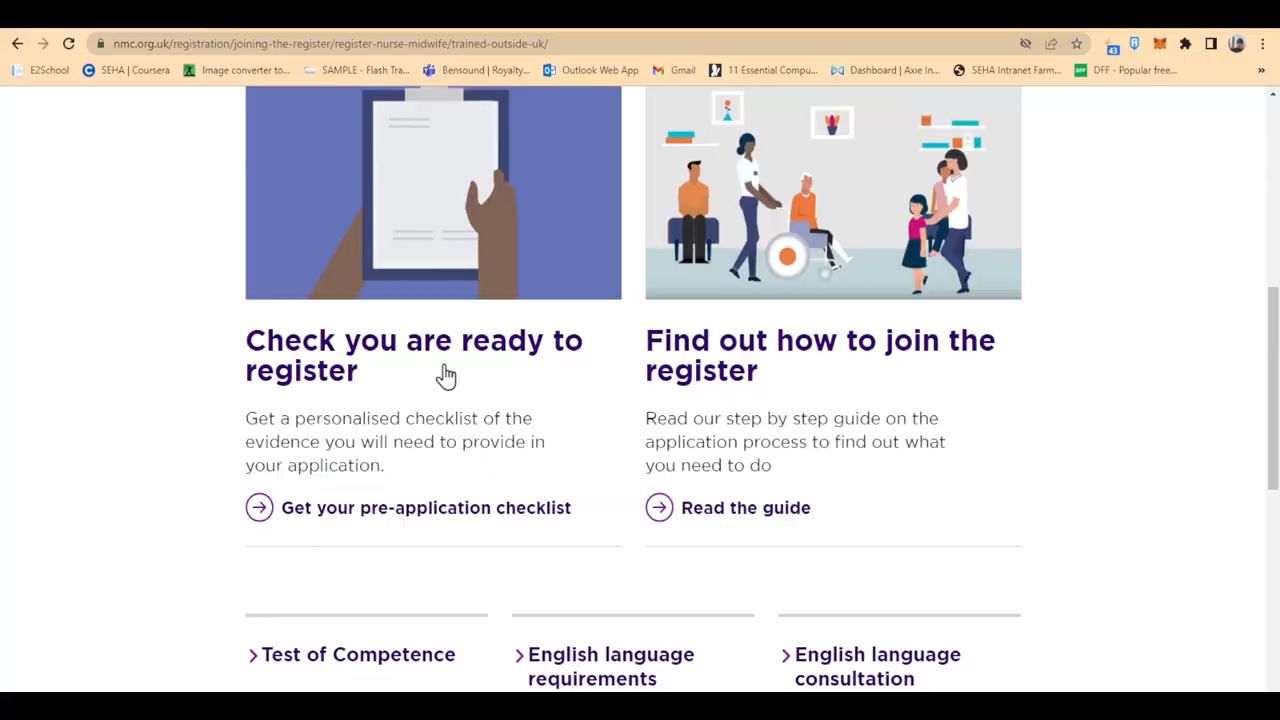 nmc.org.uk/registration/joining-the-register/register-nurse-midwife/trained-outside-uk/
43
EZSchool
SEHA | Coursera
Image converter to...
SAMPLE - Flash Tra...
Bensound | Royalty...
Outlook Web App
Gmail
11 Essential Compu...
Dashboard | Axie In...
SEHA Intranet Farm...
DFF - Popular free...
»
Check you are ready to
register
Get a personalised checklist of the
evidence you will need to provide in
your application.
Get your pre-application checklist
Find out how to join the
register
Read our step by step guide on the
application process to find out what
you need to do
Read the guide
Test of Competence
English language
requirements
English language
consultation